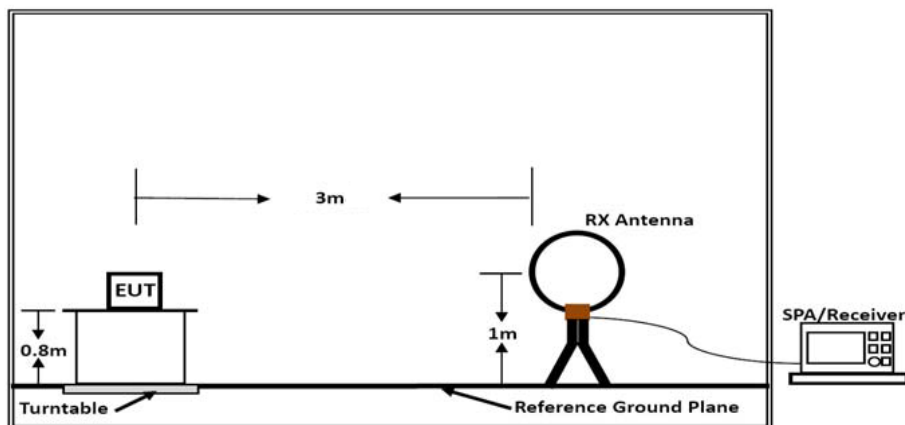 3m
RX Antenna
EUT
SPA/Receiver
0.8m
1m
Turntable
Reference Ground Plane